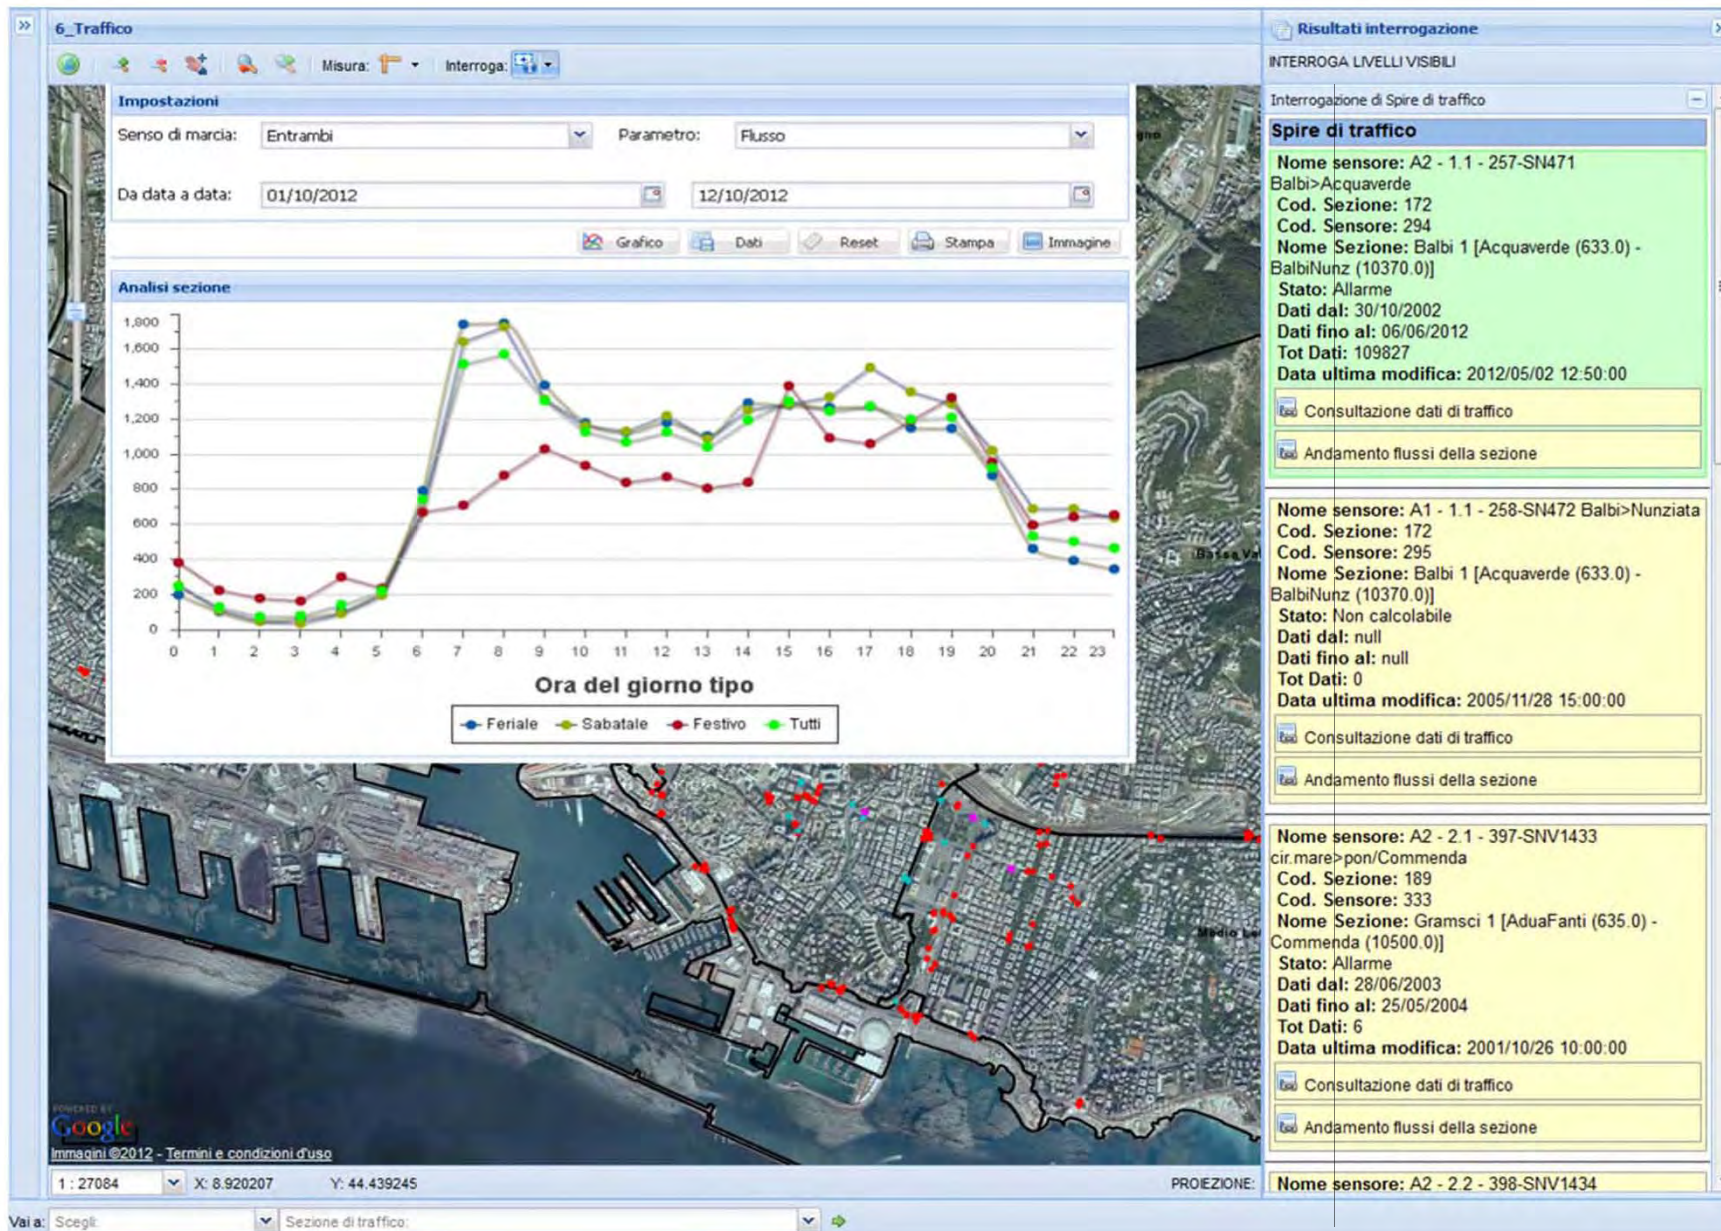 6_Traffico
Misura:
Interroga:
Impostazioni
Senso di marcia: Entrambi Parametro: Flusso
Da data a data: 01/10/2012 12/10/2012
Grafico Dati Reset Stampa Immagine
Analisi sezione
1,800
1,600
1,400
1,200
1,000
800
600
400
200
0
0 1 2 3 4 5 6 7 8 9 10 11 12 13 14 15 16 17 18 19 20 21 22 23
Ora del giorno tipo
Feriale Sabatale Festivo Tutti
POWERED BY
Google
Immagini ©2012 - Termini e condizioni d'uso
1 : 27084 X: 8.920207 Y: 44.439245 PROIEZIONE:
Vai a: Scegli: Sezione di traffico:
Risultati interrogazione
INTERROGA LIVELLI VISIBILI
Interrogazione di Spire di traffico
Spire di traffico
Nome sensore: A2 - 1.1 - 257-SN471
Balbi>Acquaverde
Cod. Sezione: 172
Cod. Sensore: 294
Nome Sezione: Balbi 1 [Acquaverde (633.0) -
BalbiNunz (10370.0)]
Stato: Allarme
Dati dal: 30/10/2002
Dati fino al: 06/06/2012
Tot Dati: 109827
Data ultima modifica: 2012/05/02 12:50:00
Consultazione dati di traffico
Andamento flussi della sezione
Nome sensore: A1 - 1.1 - 258-SN472 Balbi>Nunziata
Cod. Sezione: 172
Cod. Sensore: 295
Nome Sezione: Balbi 1 [Acquaverde (633.0) -
BalbiNunz (10370.0)]
Stato: Non calcolabile
Dati dal: null
Dati fino al: null
Tot Dati: 0
Data ultima modifica: 2005/11/28 15:00:00
Consultazione dati di traffico
Andamento flussi della sezione
Nome sensore: A2 - 2.1 - 397-SNV1433
cir.mare>pon/Commenda
Cod. Sezione: 189
Cod. Sensore: 333
Nome Sezione: Gramsci 1 [AduaFanti (635.0) -
Commenda (10500.0)]
Stato: Allarme
Dati dal: 28/06/2003
Dati fino al: 25/05/2004
Tot Dati: 6
Data ultima modifica: 2001/10/26 10:00:00
Consultazione dati di traffico
Andamento flussi della sezione
Nome sensore: A2 - 2.2 - 398-SNV1434